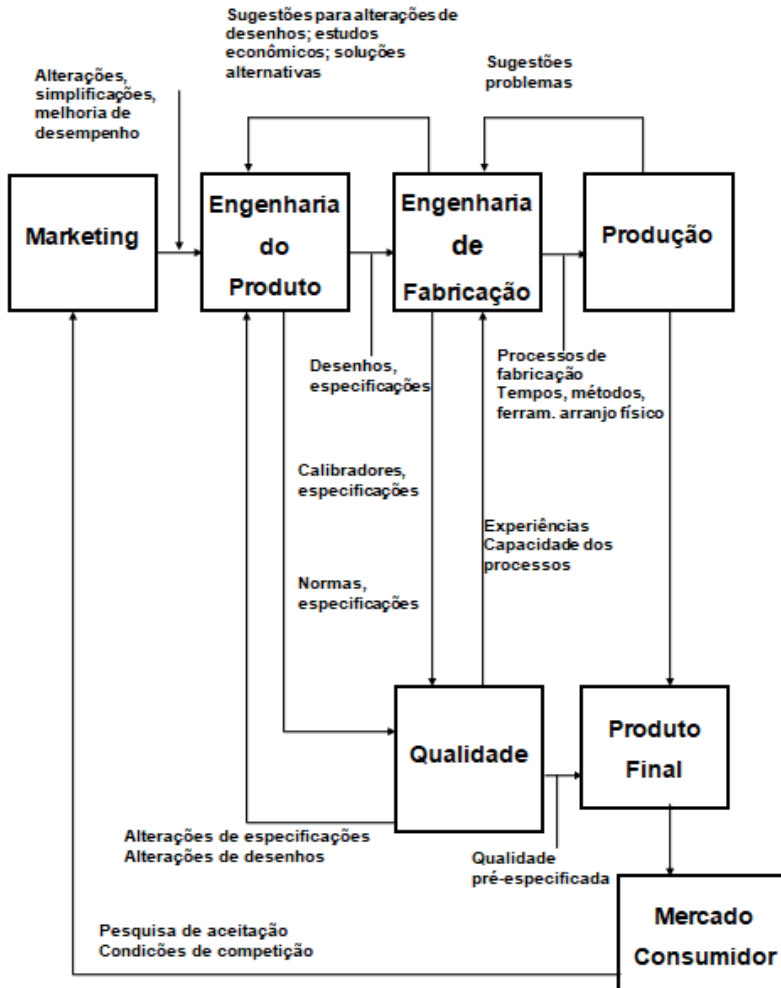 Sugestões para alterações de
desenhos; estudos
econômicos; soluções
alternativas
Alterações,
simplificações,
melhoria de
desempenho
Sugestões
problemas
Marketing
Engenharia
do
Produto
Engenharia
de
Fabricação
Produção
Desenhos,
especificações
Processos de
fabricação
Tempos, métodos,
ferram. arranjo físico
Calibradores,
especificações
Experiências
Capacidade dos
processos
Normas,
especificações
Qualidade
Produto
Final
Alterações de especificações
Alterações de desenhos
Qualidade
pré-especificada
Pesquisa de aceitação
Condicões de competição
Mercado
Consumidor